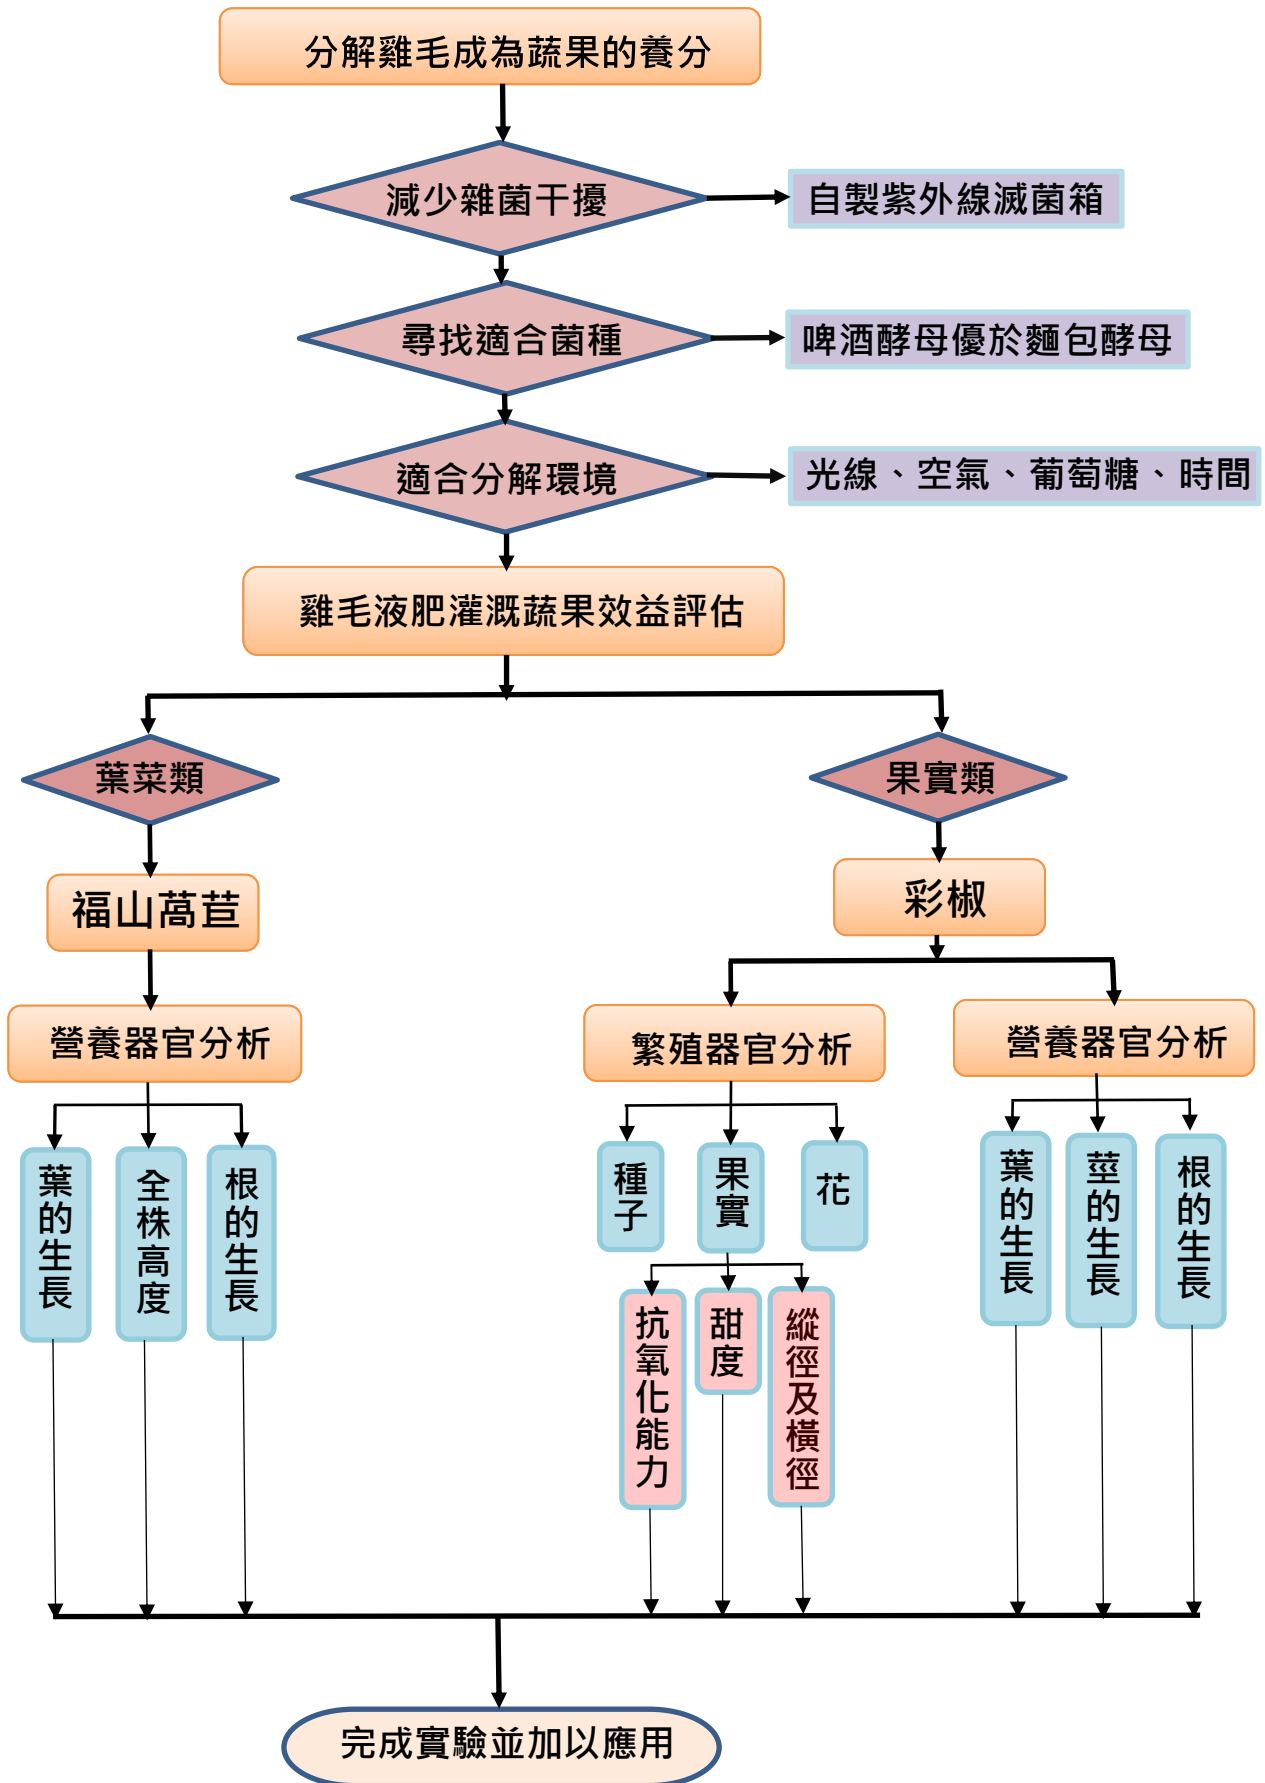 分解雞毛成為蔬果的養分
減少雜菌干擾
自製紫外線滅菌箱
尋找適合菌種
啤酒酵母優於麵包酵母
適合分解環境
光線、空氣、葡萄糖、時間
雞毛液肥灌溉蔬果效益評估
葉菜類
果實類
福山萵苣
彩椒
營養器官分析
繁殖器官分析
營養器官分析
葉的生長
全株高度
根的生長
種子
果實
花
葉的生長
莖的生長
根的生長
抗氧化能力
甜度
縱徑及橫徑
完成實驗並加以應用